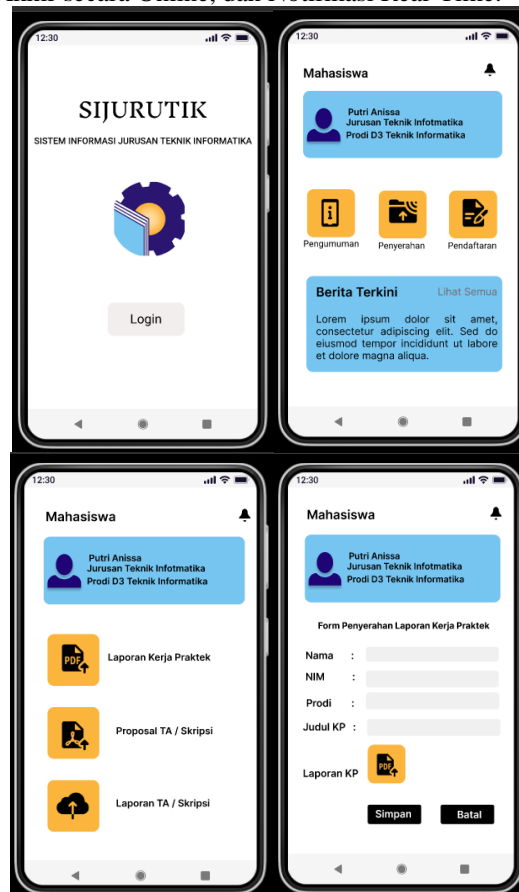 12:30
SIJURUTIK
SISTEM INFORMASI JURUSAN TEKNIK INFORMATIKA
Login
12:30
Mahasiswa
Putri Anissa
Jurusan Teknik Infotmatika
Prodi D3 Teknik Informatika
Pengumuman
Penyerahan
Pendaftaran
Berita Terkini
Lihat Semua
Lorem ipsum dolor sit amet,
consectetur adipiscing elit. Sed do
eiusmod tempor incididunt ut labore
et dolore magna aliqua.
12:30
Mahasiswa
Putri Anissa
Jurusan Teknik Infotmatika
Prodi D3 Teknik Informatika
PDF
Laporan Kerja Praktek
Proposal TA / Skripsi
Laporan TA / Skripsi
12:30
Mahasiswa
Putri Anissa
Jurusan Teknik Infotmatika
Prodi D3 Teknik Informatika
Form Penyerahan Laporan Kerja Praktek
Nama :
NIM :
Prodi :
Judul KP :
Laporan KP
PDF
Simpan
Batal